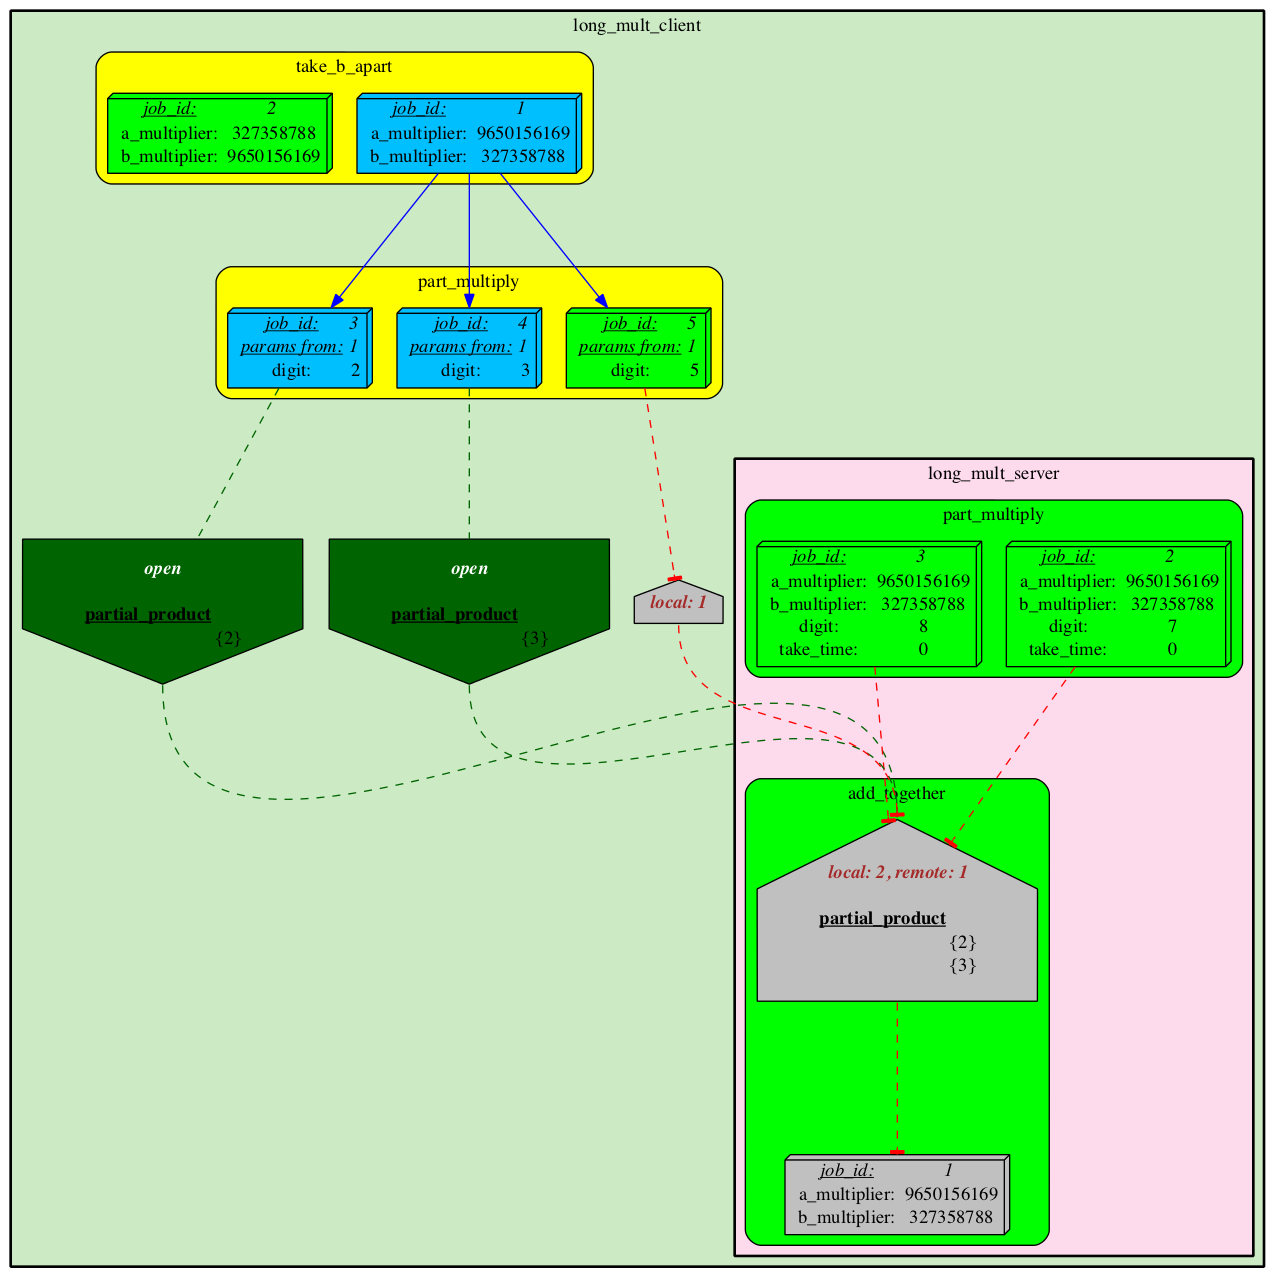 long_mult_client
take_b_apart
job_id: 2
a_multiplier: 327358788
b_multiplier: 9650156169
job_id: 1
a_multiplier: 9650156169
b_multiplier: 327358788
part_multiply
job_id: 3
params from: 1
digit: 2
job_id: 4
params from: 1
digit: 3
job_id: 5
params from: 1
digit: 5
open
partial_product
{2}
open
partial_product
{3}
local: 1
long_mult_server
part_multiply
job_id: 3
a_multiplier: 9650156169
b_multiplier: 327358788
digit: 8
take_time: 0
job_id: 2
a_multiplier: 9650156169
b_multiplier: 327358788
digit: 7
take_time: 0
add_together
local: 2 , remote: 1
partial_product
{2}
{3}
job_id: 1
a_multiplier: 9650156169
b_multiplier: 327358788